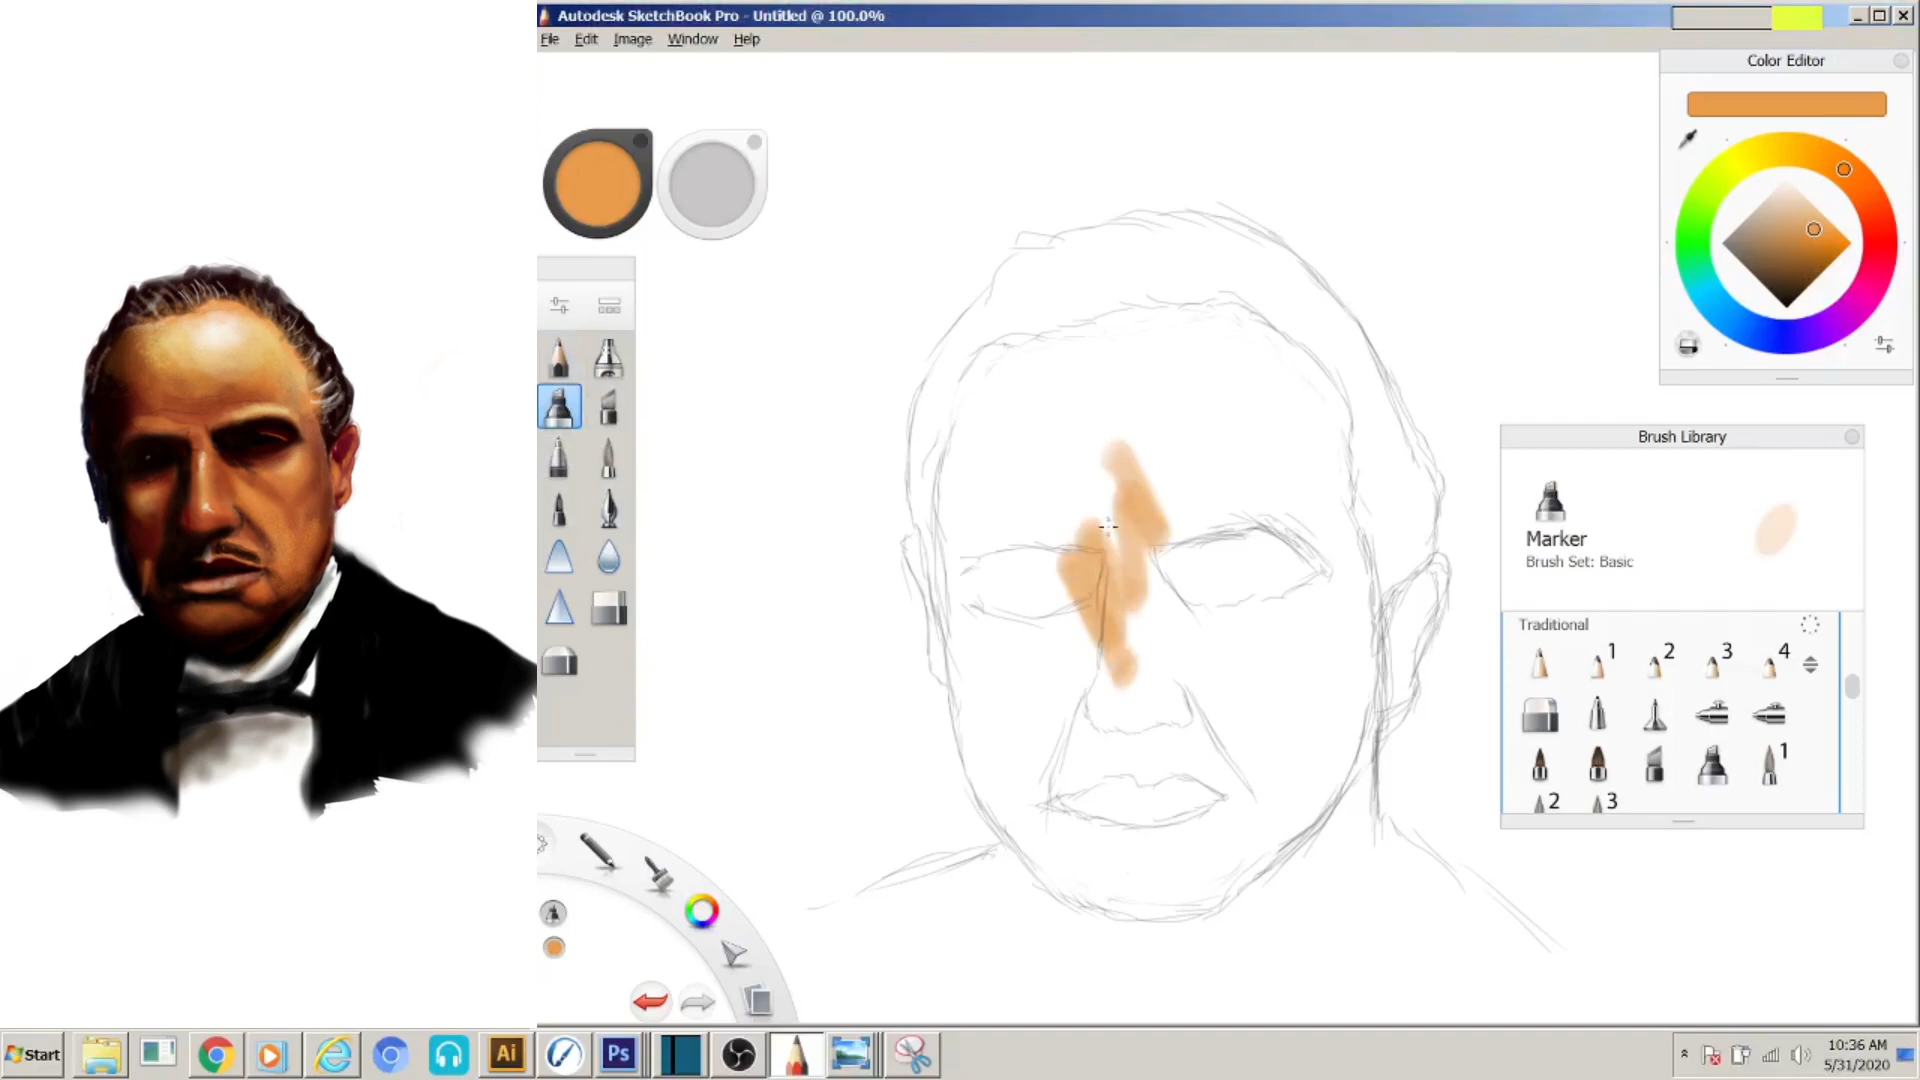 Autodesk SketchBook Pro - Untitled @ 100.0%
File Edit Image Window Help
Color Editor
Brush Library
Marker
Brush Set: Basic
Traditional
1 2 3 4
1
2 3
Start
Ai
Ps
10:36 AM
5/31/2020